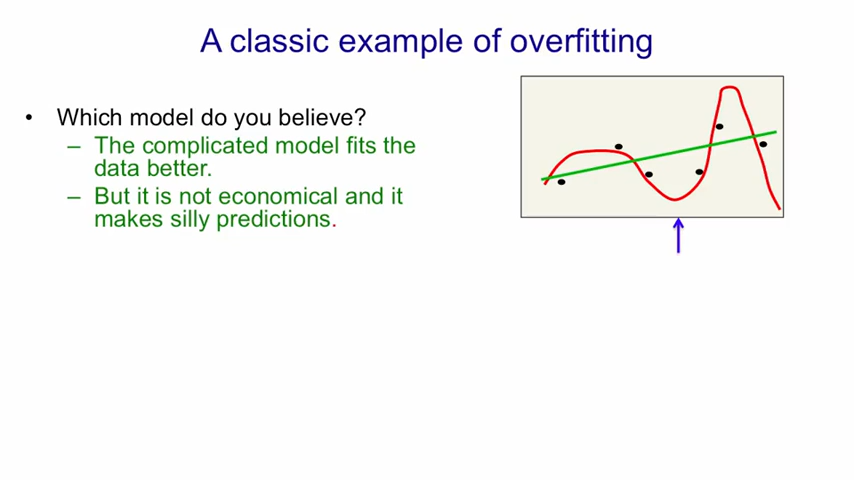 A classic example of overfitting
• Which model do you believe?
– The complicated model fits the
data better.
– But it is not economical and it
makes silly predictions.